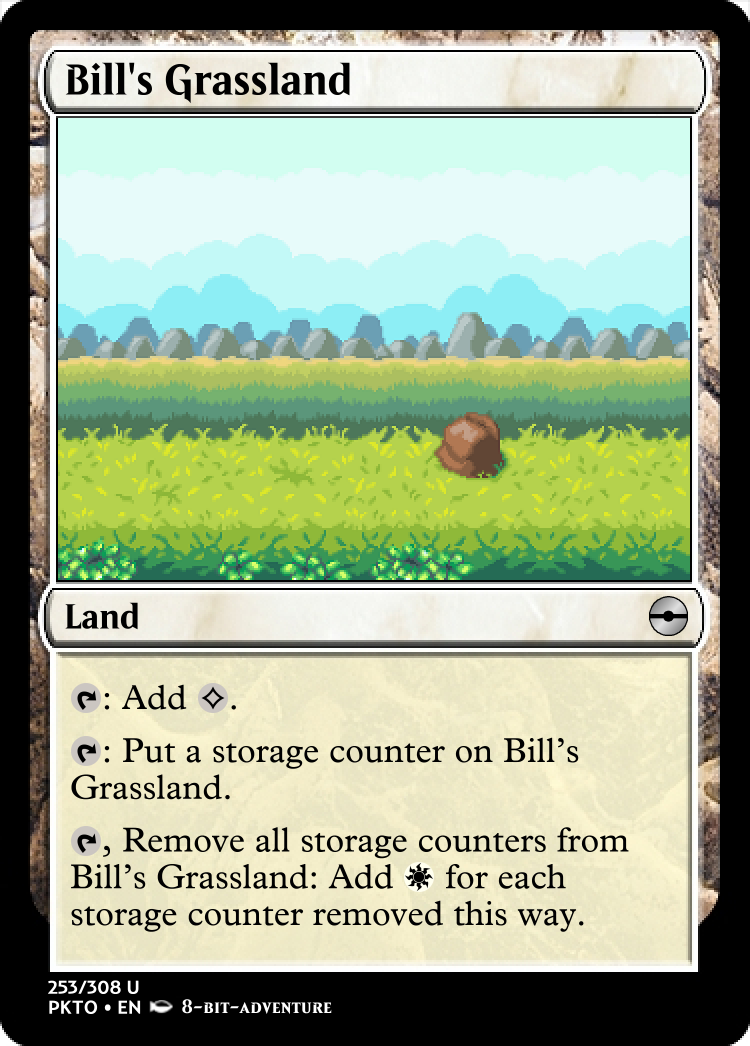 Bill's Grassland
Land
: Add .
: Put a storage counter on Bill’s
Grassland.
, Remove all storage counters from
Bill’s Grassland: Add for each
storage counter removed this way.
253/308 U
PKTO • EN 8-BIT-ADVENTURE